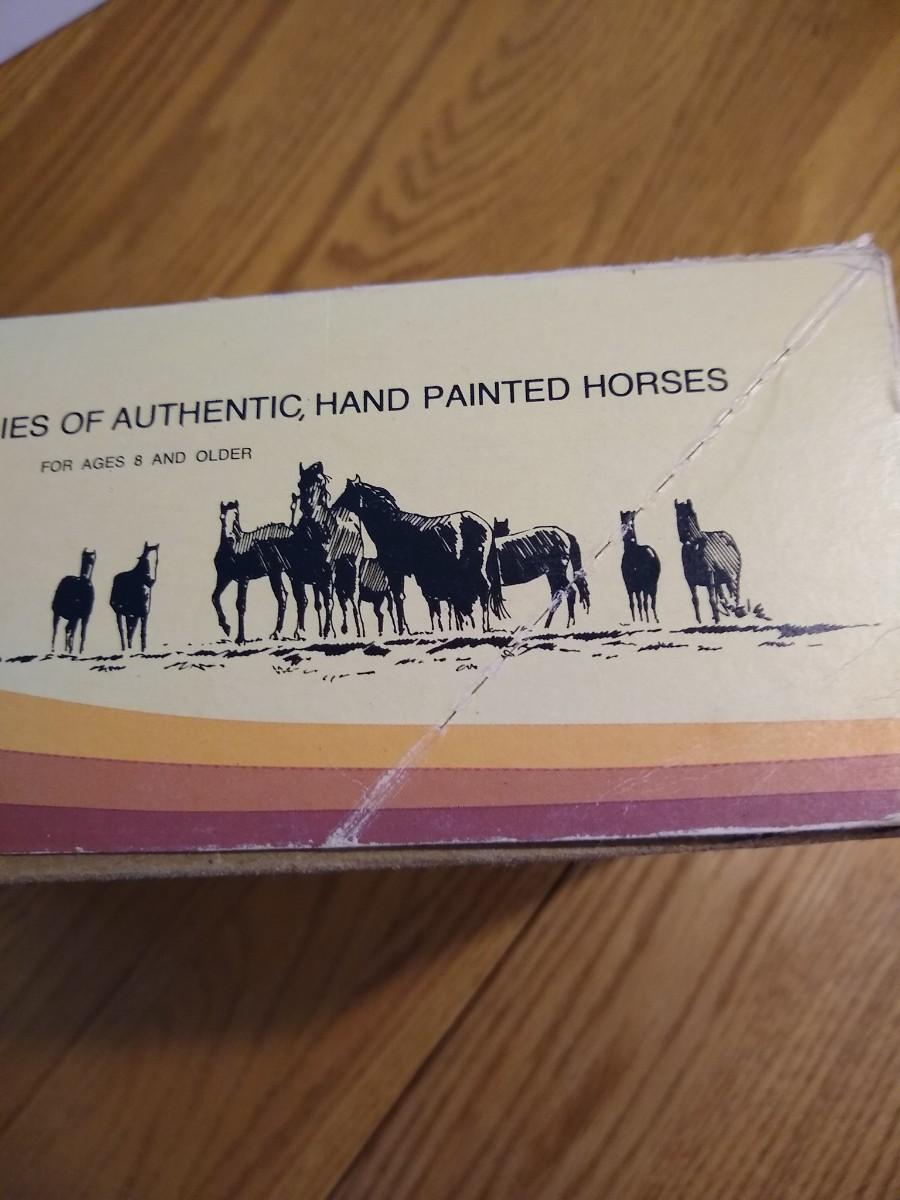 IES OF AUTHENTIC, HAND PAINTED HORSES
FOR AGES 8 AND OLDER